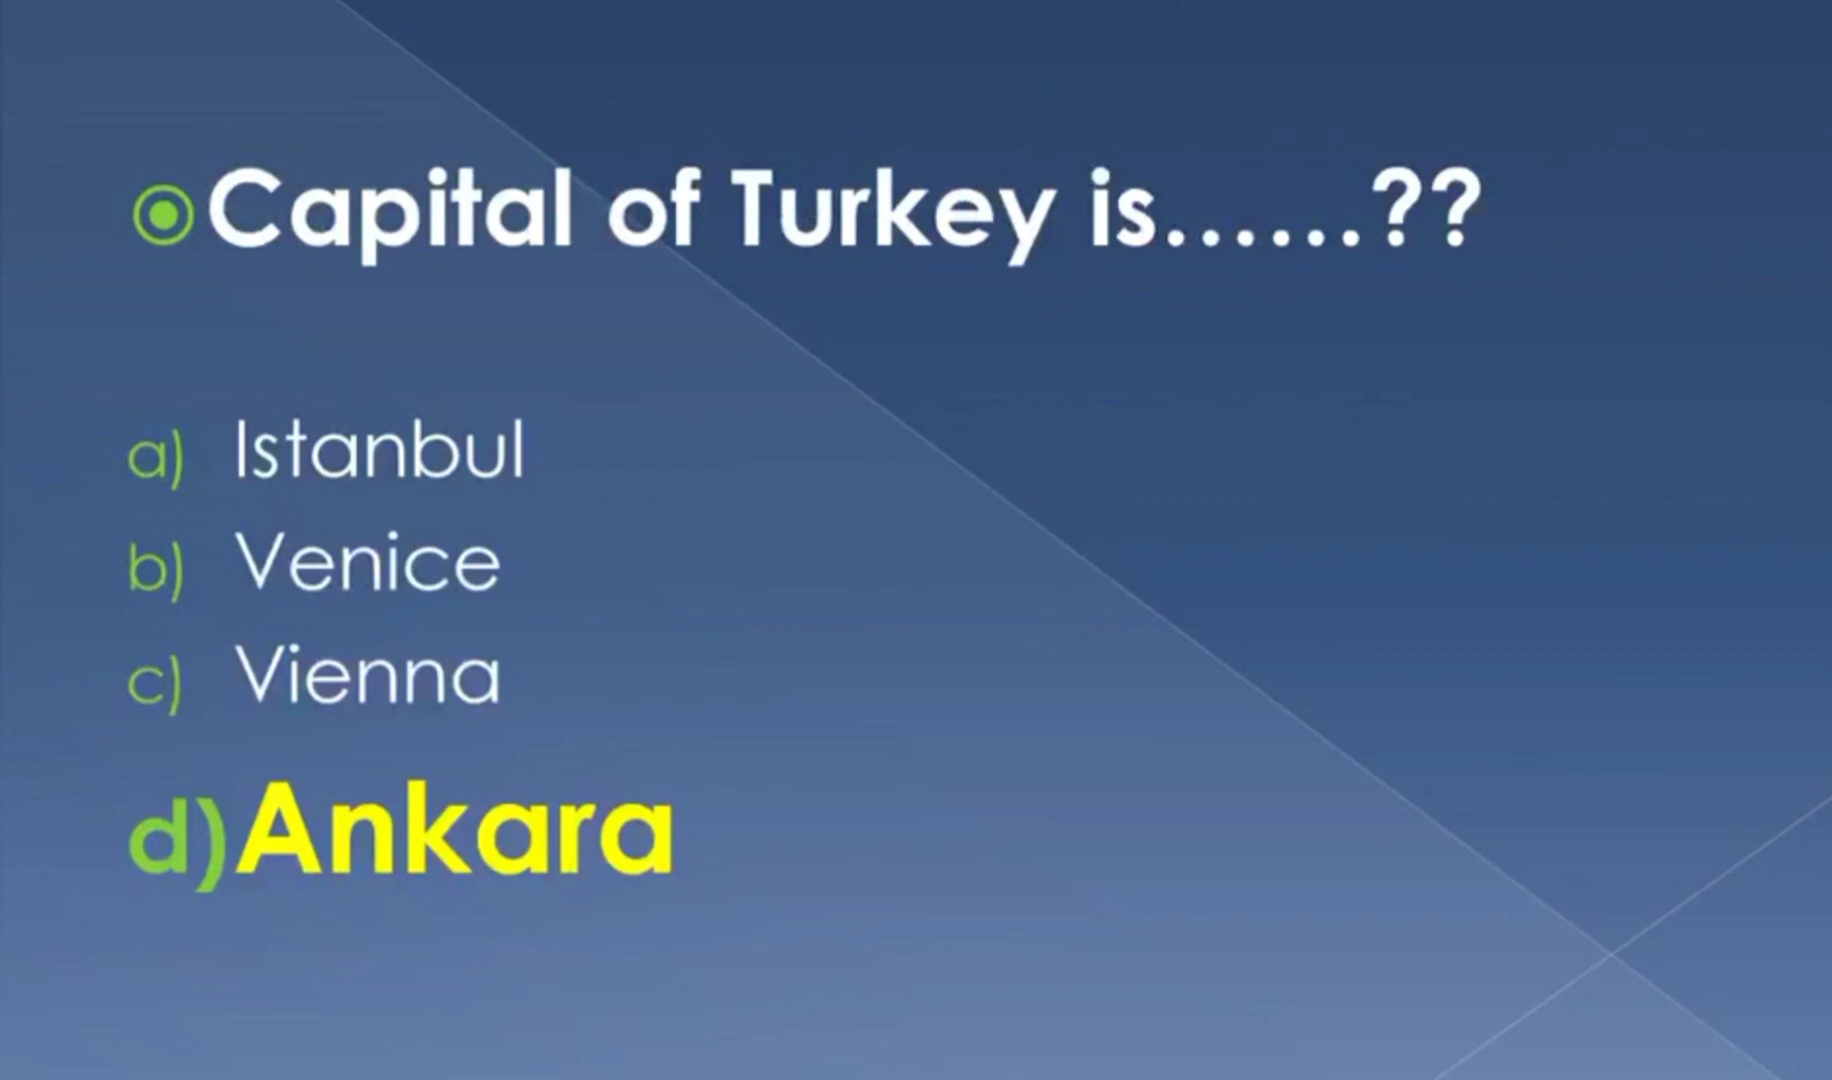 Capital of Turkey is......??
a) Istanbul
b) Venice
c) Vienna
d) Ankara